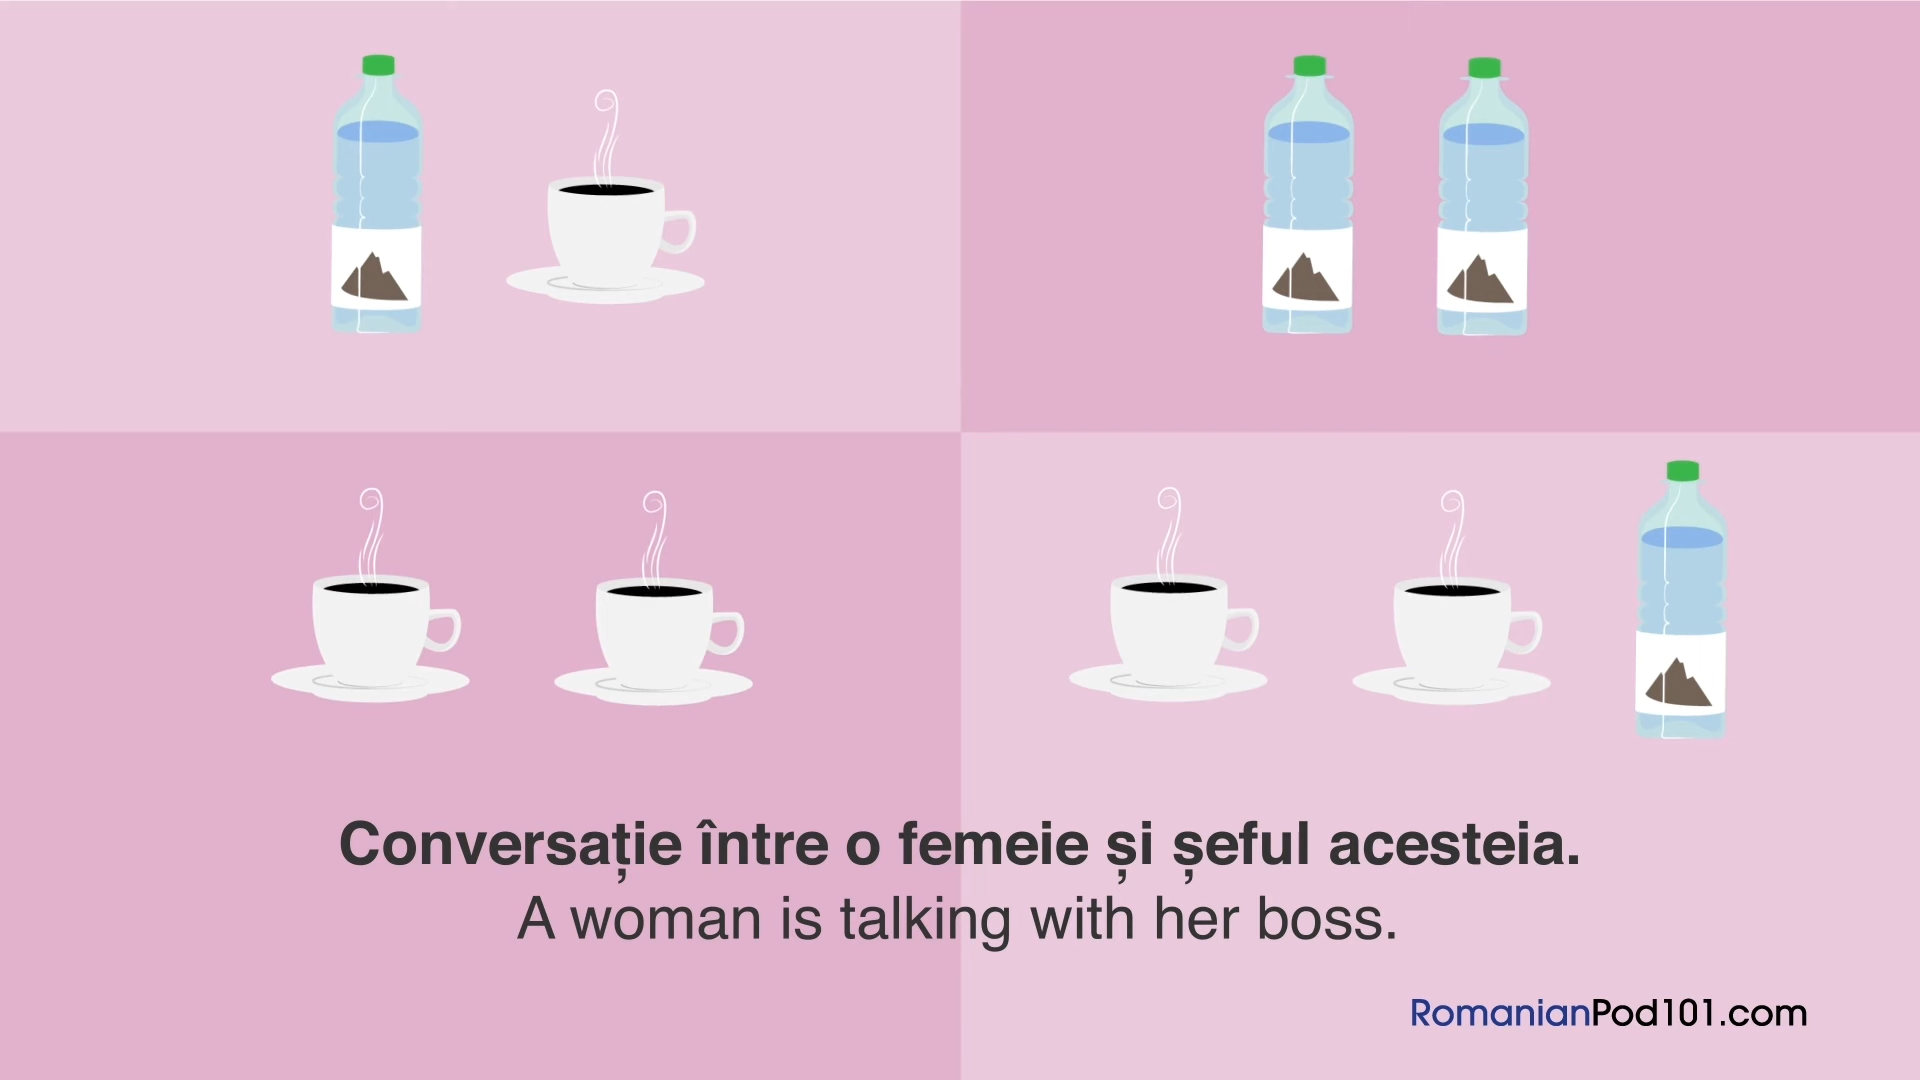 Conversație între o femeie și șeful acesteia.
A woman is talking with her boss.
RomanianPod101.com